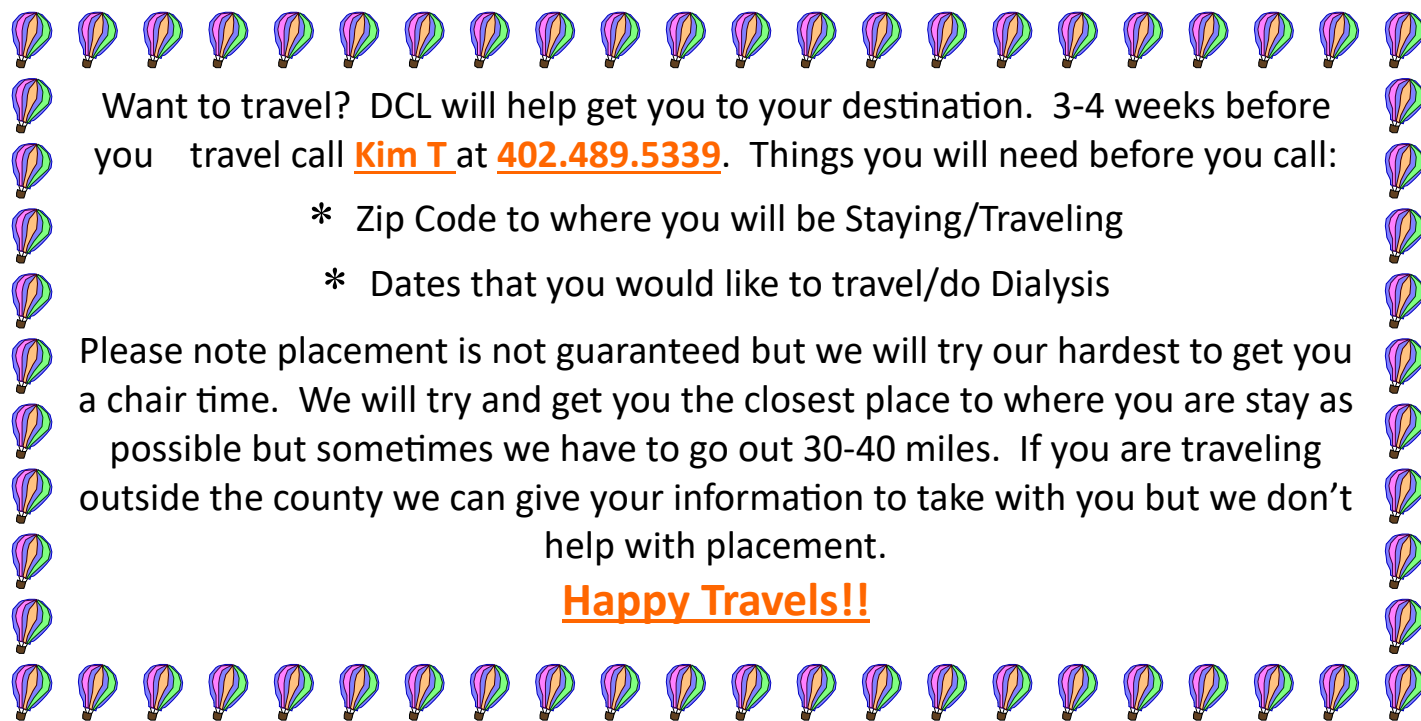 Want to travel?  DCL will help get you to your destination.  3-4 weeks before
you    travel call Kim T at 402.489.5339.  Things you will need before you call:
* Zip Code to where you will be Staying/Traveling
* Dates that you would like to travel/do Dialysis
Please note placement is not guaranteed but we will try our hardest to get you
a chair time.  We will try and get you the closest place to where you are stay as
possible but sometimes we have to go out 30-40 miles.  If you are traveling
outside the county we can give your information to take with you but we don’t
help with placement.
Happy Travels!!